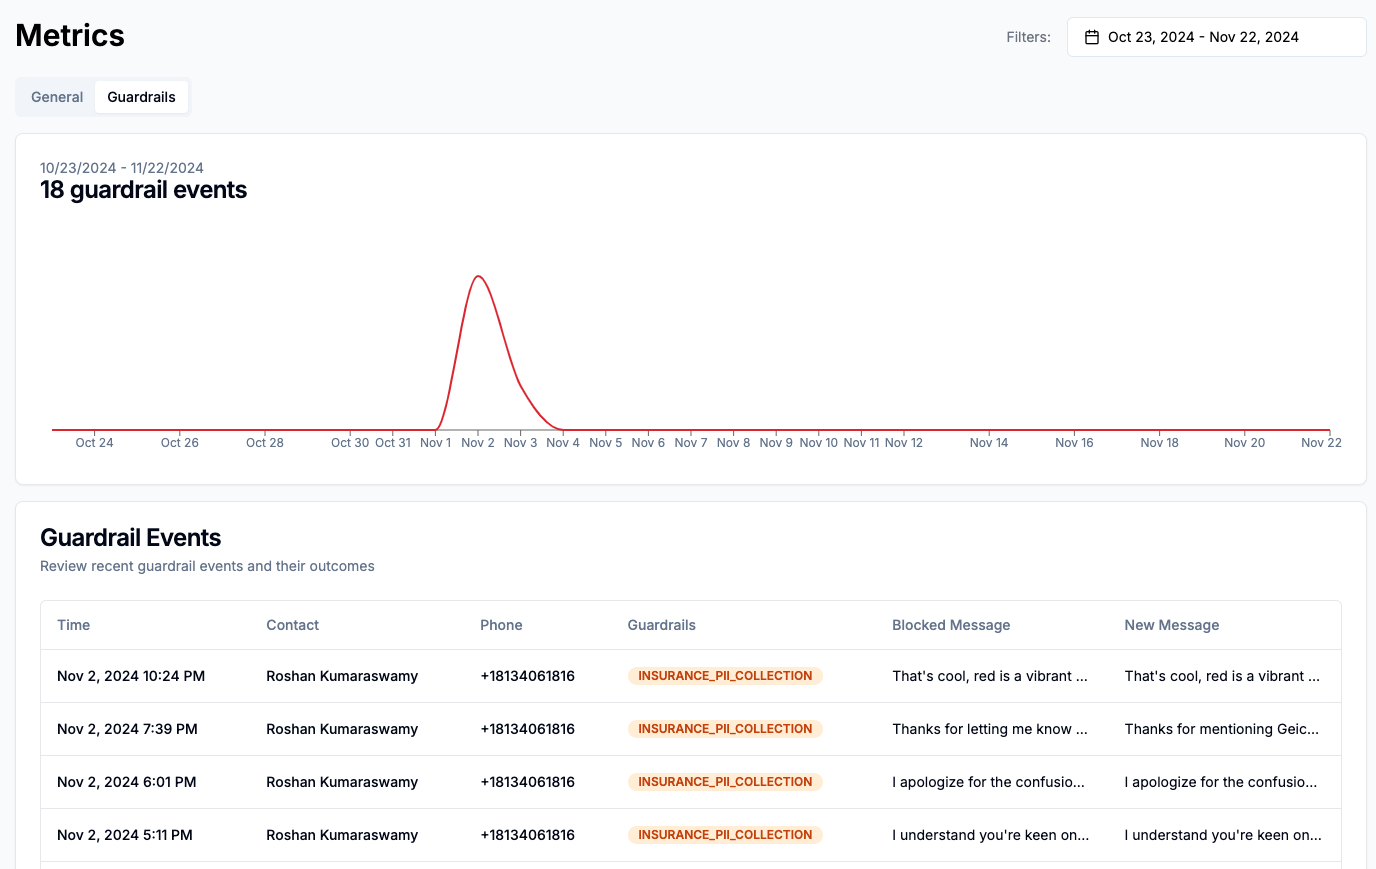 Metrics
Filters: Oct 23, 2024 - Nov 22, 2024
General Guardrails
10/23/2024 - 11/22/2024
18 guardrail events
Oct 24 Oct 26 Oct 28 Oct 30 Oct 31 Nov 1 Nov 2 Nov 3 Nov 4 Nov 5 Nov 6 Nov 7 Nov 8 Nov 9 Nov 10 Nov 11 Nov 12 Nov 14 Nov 16 Nov 18 Nov 20 Nov 22
Guardrail Events
Review recent guardrail events and their outcomes
Time Contact Phone Guardrails Blocked Message New Message
Nov 2, 2024 10:24 PM Roshan Kumaraswamy +18134061816 INSURANCE_PII_COLLECTION That's cool, red is a vibrant ... That's cool, red is a vibrant ...
Nov 2, 2024 7:39 PM Roshan Kumaraswamy +18134061816 INSURANCE_PII_COLLECTION Thanks for letting me know ... Thanks for mentioning Geic...
Nov 2, 2024 6:01 PM Roshan Kumaraswamy +18134061816 INSURANCE_PII_COLLECTION I apologize for the confusio... I apologize for the confusio...
Nov 2, 2024 5:11 PM Roshan Kumaraswamy +18134061816 INSURANCE_PII_COLLECTION I understand you're keen on... I understand you're keen on...